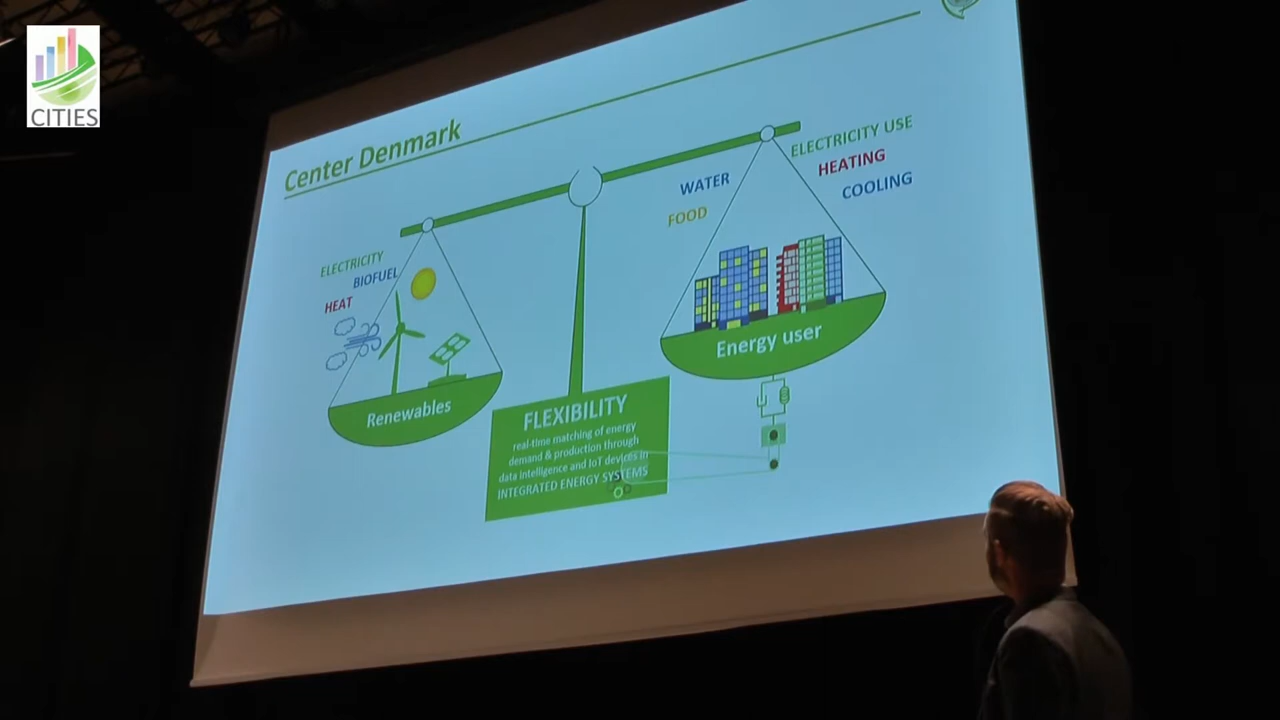 CITIES
Center Denmark
ELECTRICITY USE
HEATING
COOLING
WATER
FOOD
ELECTRICITY
BIOFUEL
HEAT
Renewables
Energy user
FLEXIBILITY
real-time matching of energy
demand & production through
data intelligence and IoT devices in
INTEGRATED ENERGY SYSTEMS